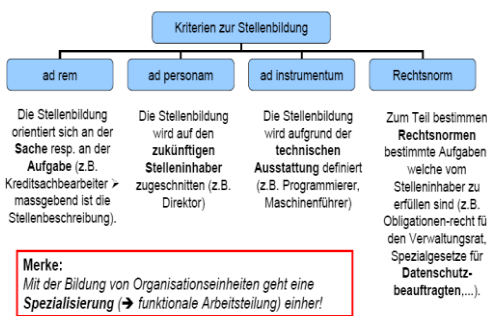 Kriterien zur Stellenbildung
ad rem
ad personam
ad instrumentum
Rechtsnorm
Die Stellenbildung
orientiert sich an der
Sache resp. an der
Aufgabe (z.B.
Kreditsachbearbeiter ➢
massgebend ist die
Stellenbeschreibung).
Die Stellenbildung
wird auf den
zukünftigen
Stelleninhaber
zugeschnitten (z.B.
Direktor)
Die Stellenbildung
wird aufgrund der
technischen
Ausstattung definiert
(z.B. Programmierer,
Maschinenführer)
Zum Teil bestimmen
Rechtsnormen
bestimmte Aufgaben
welche vom
Stelleninhaber zu
erfüllen sind (z.B.
Obligationen-recht fü
den Verwaltungsrat,
Spezialgesetze für
Datenschutz-
beauftragten,...).
Merke:
Mit der Bildung von Organisationseinheiten geht eine
Spezialisierung (➔ funktionale Arbeitsteilung) einher!